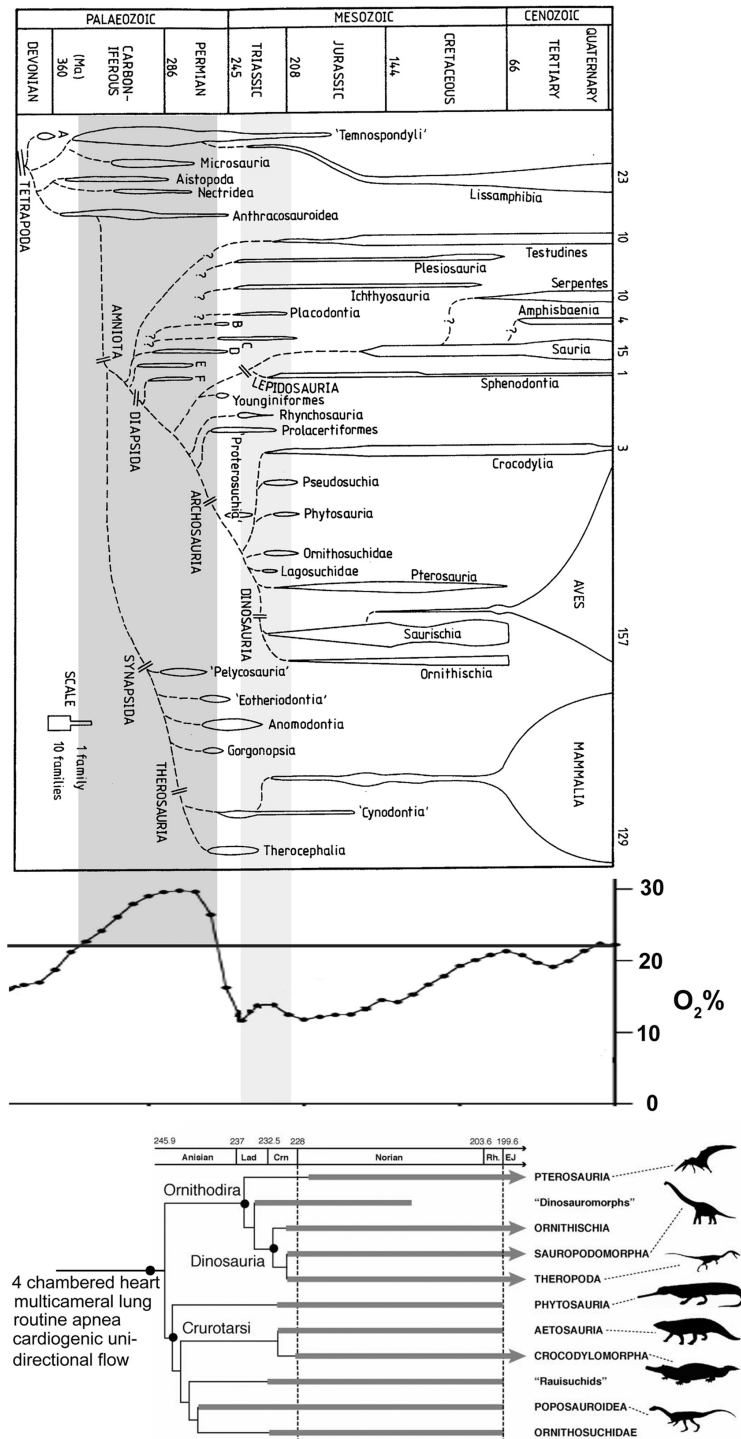 PALAEOZOIC
MESOZOIC
CENOZOIC
DEVONIAN
360
(Ma)
CARBON-
IFEROUS
286
PERMIAN
245
TRIASSIC
208
JURASSIC
144
CRETACEOUS
66
TERTIARY
QUATERNARY
A
'Temnospondyli'
Microsauria
Aistopoda
Nectridea
23
Lissamphibia
TETRAPODA
Anthracosauroidea
10
Testudines
?
Plesiosauria
?
Serpentes
Ichthyosauria
10
?
Amphisbaenia
AMNIOTA
Placodontia
B
?
?
4
?
C
D
Sauria
15
E
LEPIDOSAURIA
Sphenodontia
1
F
DIAPSIDA
Younginiformes
Rhynchosauria
Prolacertiformes
'Proterosuchia'
3
Crocodylia
ARCHOSAURIA
Pseudosuchia
Phytosauria
Ornithosuchidae
Lagosuchidae
Pterosauria
AVES
DINOSAURIA
Saurischia
157
Ornithischia
SYNAPSIDA
'Pelycosauria'
SCALE
1 family
10 families
'Eotheriodontia'
Anomodontia
Gorgonopsia
THEROSAURIA
MAMMALIA
'Cynodontia'
129
Therocephalia
30
20
O2%
10
0
245.9 237 232.5 228 203.6 199.6
Anisian Lad Crn Norian Rh. EJ
PTEROSAURIA
Ornithodira
"Dinosauromorphs"
ORNITHISCHIA
Dinosauria
SAUROPODOMORPHA
THEROPODA
4 chambered heart
multicameral lung
routine apnea
cardiogenic uni-
directional flow
PHYTOSAURIA
Crurotarsi
AETOSAURIA
CROCODYLOMORPHA
"Rauisuchids"
POPOSAUROIDEA
ORNITHOSUCHIDAE